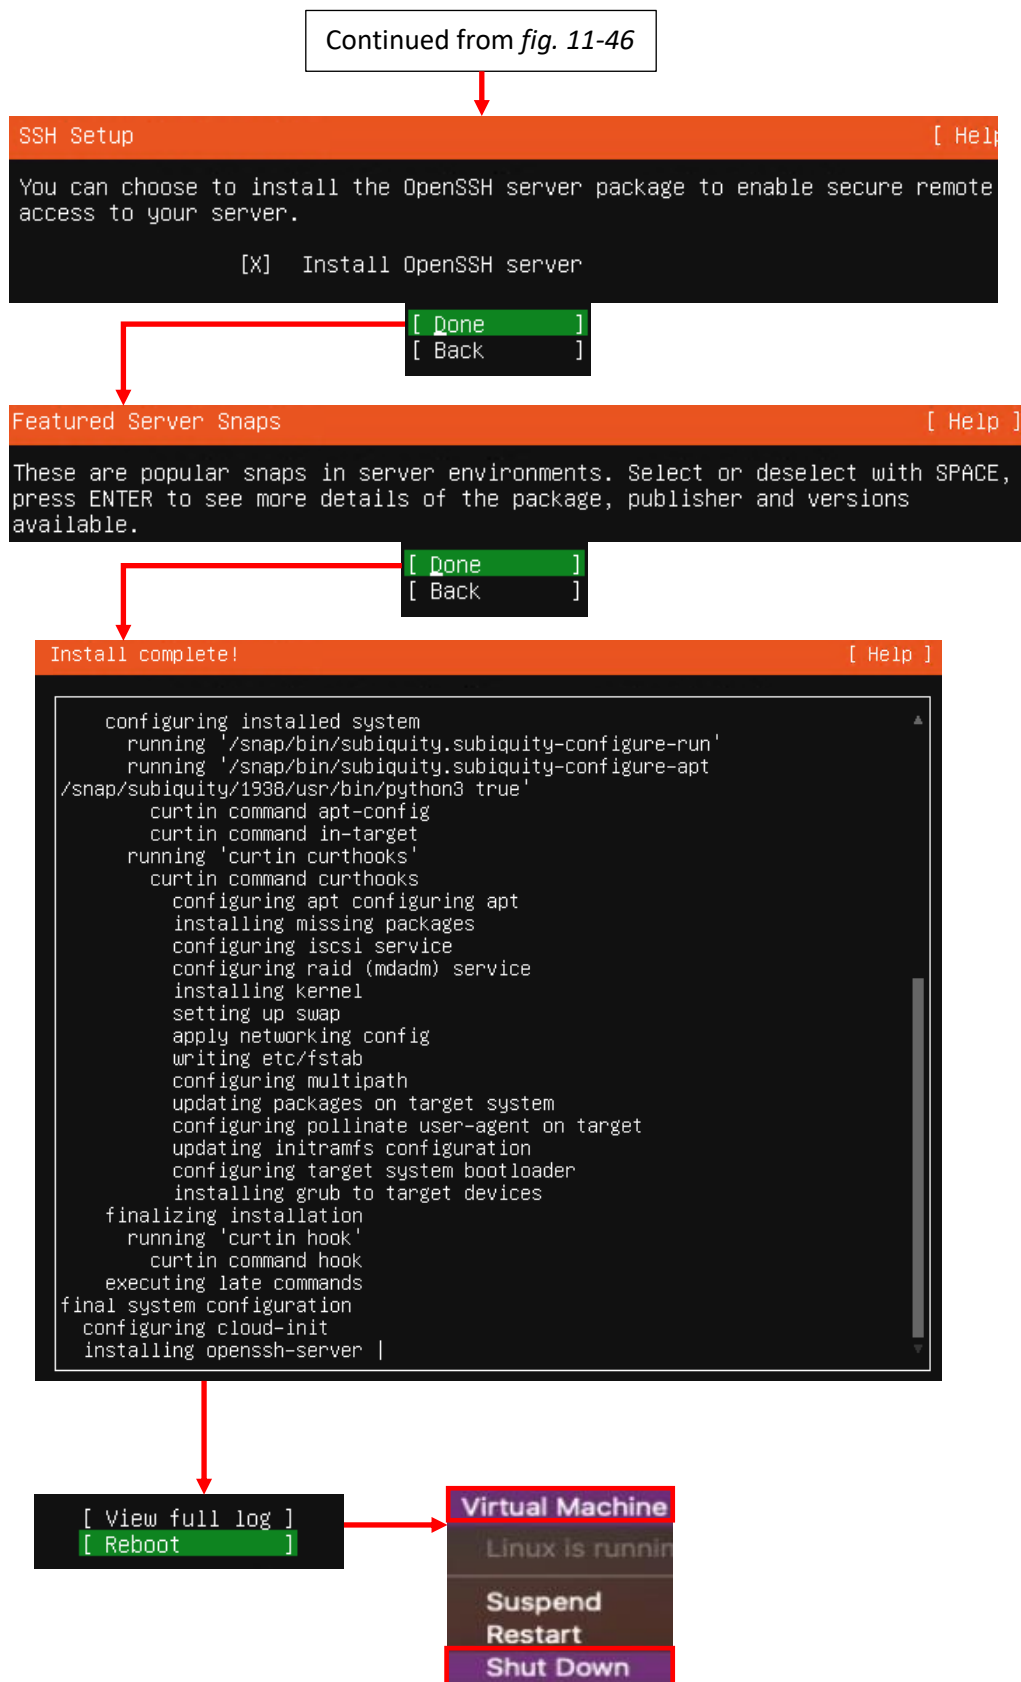 Continued from fig. 11-46
SSH Setup [ Help
You can choose to install the OpenSSH server package to enable secure remote
access to your server.
[X] Install OpenSSH server
[ Done ]
[ Back ]
Featured Server Snaps [ Help ]
These are popular snaps in server environments. Select or deselect with SPACE,
press ENTER to see more details of the package, publisher and versions
available.
[ Done ]
[ Back ]
Install complete! [ Help ]
configuring installed system
running '/snap/bin/subiquity.subiquity-configure-run'
running '/snap/bin/subiquity.subiquity-configure-apt
/snap/subiquity/1938/usr/bin/python3 true'
curtin command apt-config
curtin command in-target
running 'curtin curthooks'
curtin command curthooks
configuring apt configuring apt
installing missing packages
configuring iscsi service
configuring raid (mdadm) service
installing kernel
setting up swap
apply networking config
writing etc/fstab
configuring multipath
updating packages on target system
configuring pollinate user-agent on target
updating initramfs configuration
configuring target system bootloader
installing grub to target devices
finalizing installation
running 'curtin hook'
curtin command hook
executing late commands
final system configuration
configuring cloud-init
installing openssh-server |
[ View full log ]
[ Reboot ]
Virtual Machine
Linux is runnin
Suspend
Restart
Shut Down